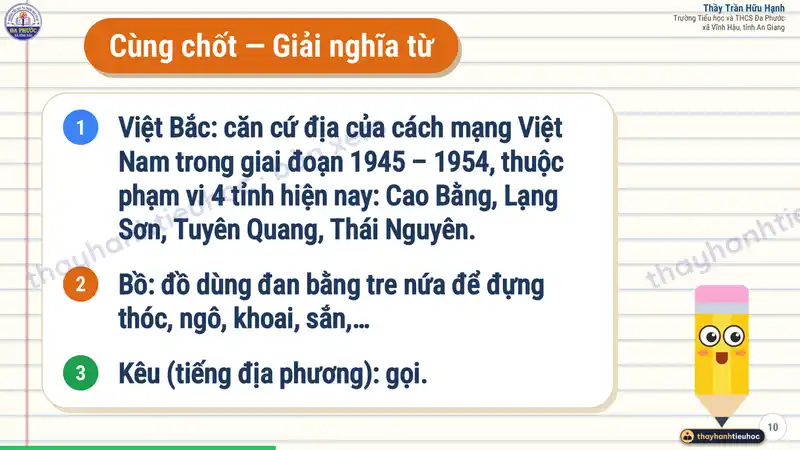 Thầy Trần Hữu Hạnh
Trường Tiểu học và THCS Đa Phước
xã Vĩnh Hậu, tỉnh An Giang
ĐA PHƯỚC
Cùng chốt — Giải nghĩa từ
1
Việt Bắc: căn cứ địa của cách mạng Việt
Nam trong giai đoạn 1945 – 1954, thuộc
phạm vi 4 tỉnh hiện nay: Cao Bằng, Lạng
Sơn, Tuyên Quang, Thái Nguyên.
2
Bồ: đồ dùng đan bằng tre nứa để đựng
thóc, ngô, khoai, sắn,...
3
Kêu (tiếng địa phương): gọi.
10
thayhanhtieuhoc